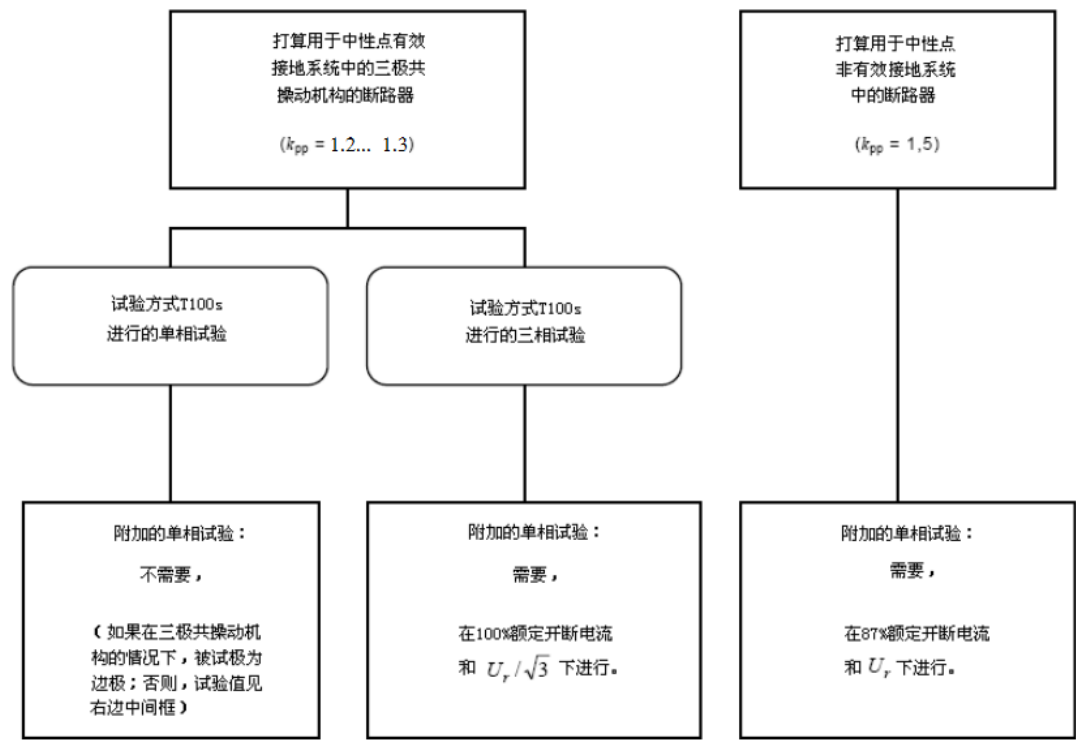 打算用于中性点有效
接地系统中的三极共
操动机构的断路器
(kpp = 1.2... 1.3)
打算用于中性点
非有效接地系统
中的断路器
(kpp = 1,5)
试验方式T100s
进行的单相试验
试验方式T100s
进行的三相试验
附加的单相试验：
不需要，
(如果在三极共操动机
构的情况下，被试极为
边极；否则，试验值见
右边中间框)
附加的单相试验：
需要，
在100%额定开断电流
和 Ur/√3 下进行。
附加的单相试验：
需要，
在87%额定开断电流
和 Ur 下进行。